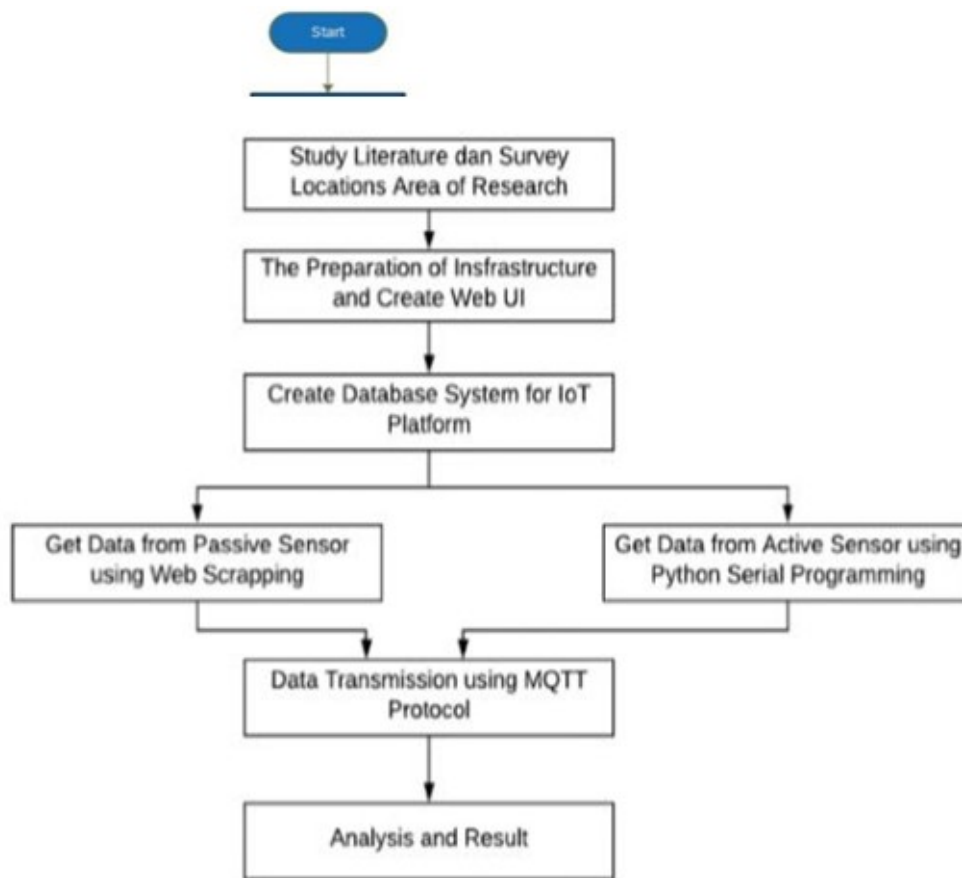 Start
Study Literature dan Survey
Locations Area of Research
The Preparation of Insfrastructure
and Create Web UI
Create Database System for IoT
Platform
Get Data from Passive Sensor
using Web Scrapping
Get Data from Active Sensor using
Python Serial Programming
Data Transmission using MQTT
Protocol
Analysis and Result